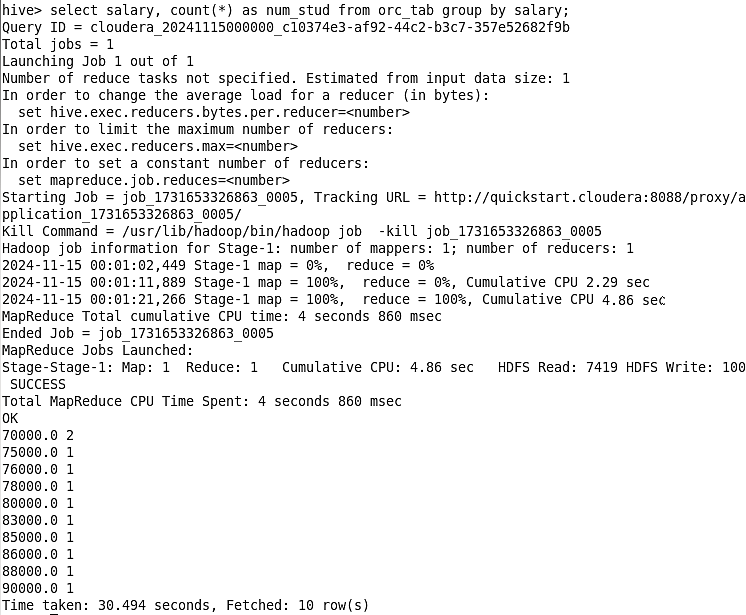 hive> select salary, count(*) as num_stud from orc_tab group by salary;
Query ID = cloudera_20241115000000_c10374e3-af92-44c2-b3c7-357e52682f9b
Total jobs = 1
Launching Job 1 out of 1
Number of reduce tasks not specified. Estimated from input data size: 1
In order to change the average load for a reducer (in bytes):
  set hive.exec.reducers.bytes.per.reducer=<number>
In order to limit the maximum number of reducers:
  set hive.exec.reducers.max=<number>
In order to set a constant number of reducers:
  set mapreduce.job.reduces=<number>
Starting Job = job_1731653326863_0005, Tracking URL = http://quickstart.cloudera:8088/proxy/a
pplication_1731653326863_0005/
Kill Command = /usr/lib/hadoop/bin/hadoop job  -kill job_1731653326863_0005
Hadoop job information for Stage-1: number of mappers: 1; number of reducers: 1
2024-11-15 00:01:02,449 Stage-1 map = 0%,  reduce = 0%
2024-11-15 00:01:11,889 Stage-1 map = 100%,  reduce = 0%, Cumulative CPU 2.29 sec
2024-11-15 00:01:21,266 Stage-1 map = 100%,  reduce = 100%, Cumulative CPU 4.86 sec
MapReduce Total cumulative CPU time: 4 seconds 860 msec
Ended Job = job_1731653326863_0005
MapReduce Jobs Launched:
Stage-Stage-1: Map: 1  Reduce: 1   Cumulative CPU: 4.86 sec   HDFS Read: 7419 HDFS Write: 100
 SUCCESS
Total MapReduce CPU Time Spent: 4 seconds 860 msec
OK
70000.0 2
75000.0 1
76000.0 1
78000.0 1
80000.0 1
83000.0 1
85000.0 1
86000.0 1
88000.0 1
90000.0 1
Time taken: 30.494 seconds, Fetched: 10 row(s)